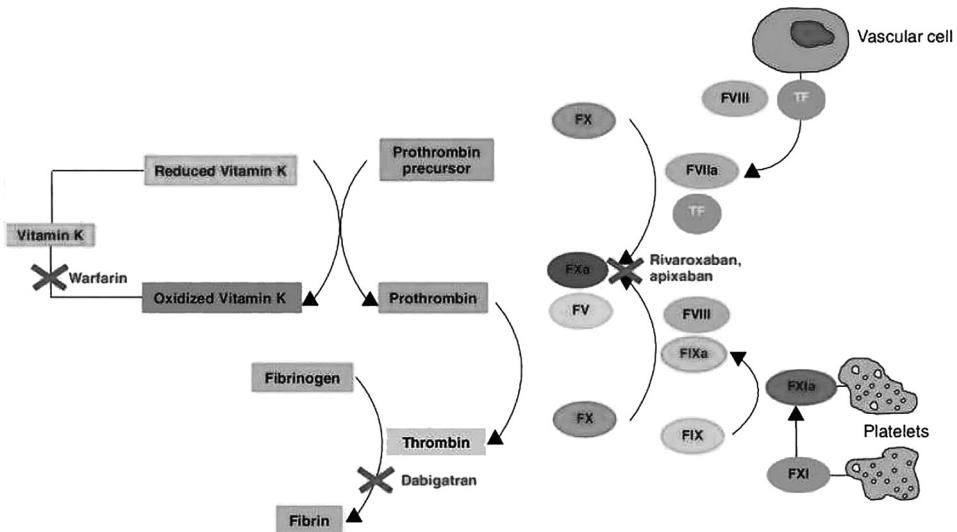 Vascular cell
FVIII
TF
FX
Prothrombin
precursor
Reduced Vitamin K
FVIIa
TF
Vitamin K
Warfarin
Rivaroxaban,
apixaban
FXa
Oxidized Vitamin K
Prothrombin
FV
FVIII
FIXa
Fibrinogen
FXIa
FX
FIX
Platelets
Thrombin
FXI
Dabigatran
Fibrin